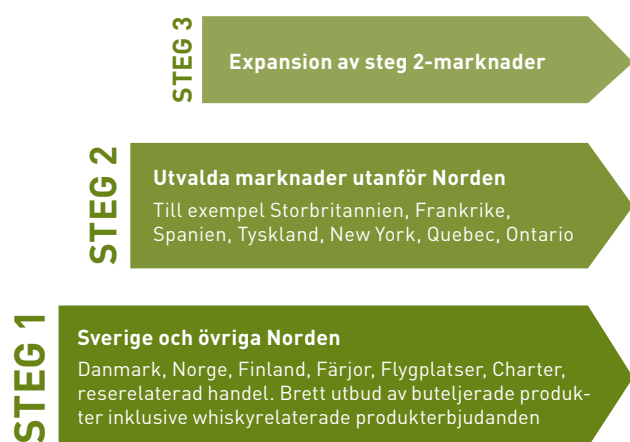 STEG 3
Expansion av steg 2-marknader
STEG 2
Utvalda marknader utanför Norden
Till exempel Storbritannien, Frankrike,
Spanien, Tyskland, New York, Quebec, Ontario
STEG 1
Sverige och övriga Norden
Danmark, Norge, Finland, Färjor, Flygplatser, Charter,
reserelaterad handel. Brett utbud av buteljerade produk-
ter inklusive whiskyrelaterade produkterbjudanden